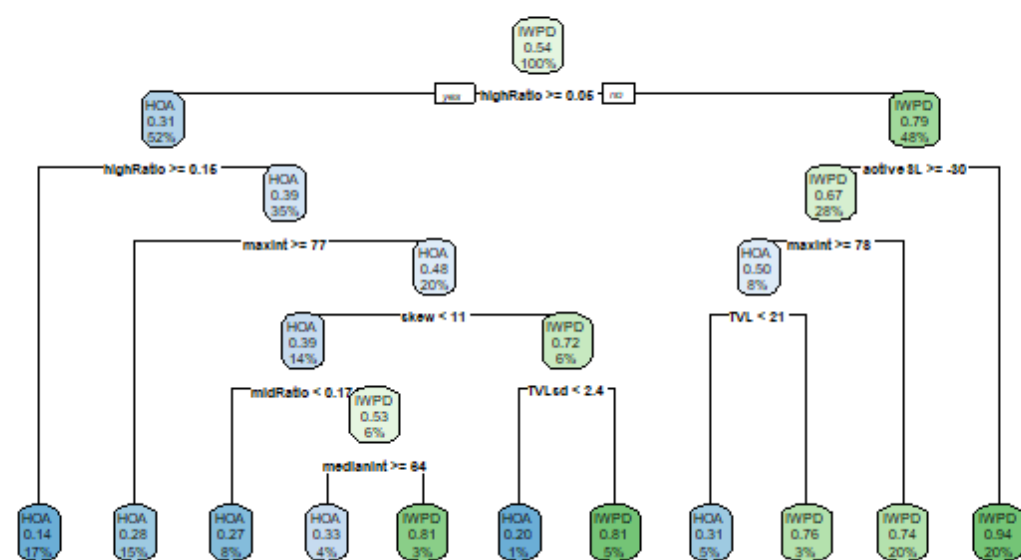 IWPD
0.54
100%
yes highRatio >= 0.05 no
HOA
0.31
52%
IWPD
0.79
48%
highRatio >= 0.15
HOA
0.39
35%
IWPD
0.67
28%
activeSL >= -30
maxInt >= 77
HOA
0.48
20%
HOA
0.50
8%
maxInt >= 78
HOA
0.39
14%
skew < 11
IWPD
0.72
6%
TVL < 21
midRatio < 0.17
IWPD
0.53
6%
TVLsd < 2.4
medianInt >= 64
HOA
0.14
17%
HOA
0.28
15%
HOA
0.27
8%
HOA
0.33
4%
IWPD
0.81
3%
HOA
0.20
1%
IWPD
0.81
5%
HOA
0.31
5%
IWPD
0.76
3%
IWPD
0.74
20%
IWPD
0.94
20%